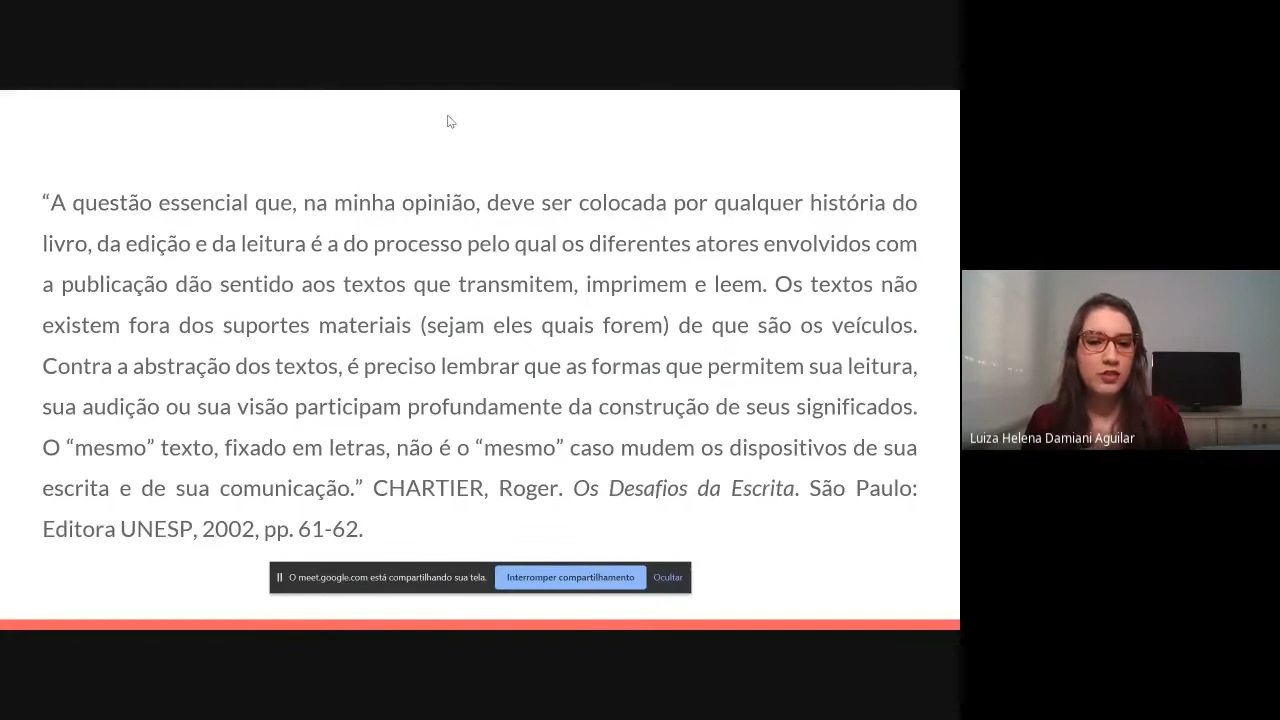 “A questão essencial que, na minha opinião, deve ser colocada por qualquer história do
livro, da edição e da leitura é a do processo pelo qual os diferentes atores envolvidos com
a publicação dão sentido aos textos que transmitem, imprimem e leem. Os textos não
existem fora dos suportes materiais (sejam eles quais forem) de que são os veículos.
Contra a abstração dos textos, é preciso lembrar que as formas que permitem sua leitura,
sua audição ou sua visão participam profundamente da construção de seus significados.
O “mesmo” texto, fixado em letras, não é o “mesmo” caso mudem os dispositivos de sua
escrita e de sua comunicação.” CHARTIER, Roger. Os Desafios da Escrita. São Paulo:
Editora UNESP, 2002, pp. 61-62.
O meet.google.com está compartilhando sua tela. Interromper compartilhamento Ocultar
Luiza Helena Damiani Aguilar